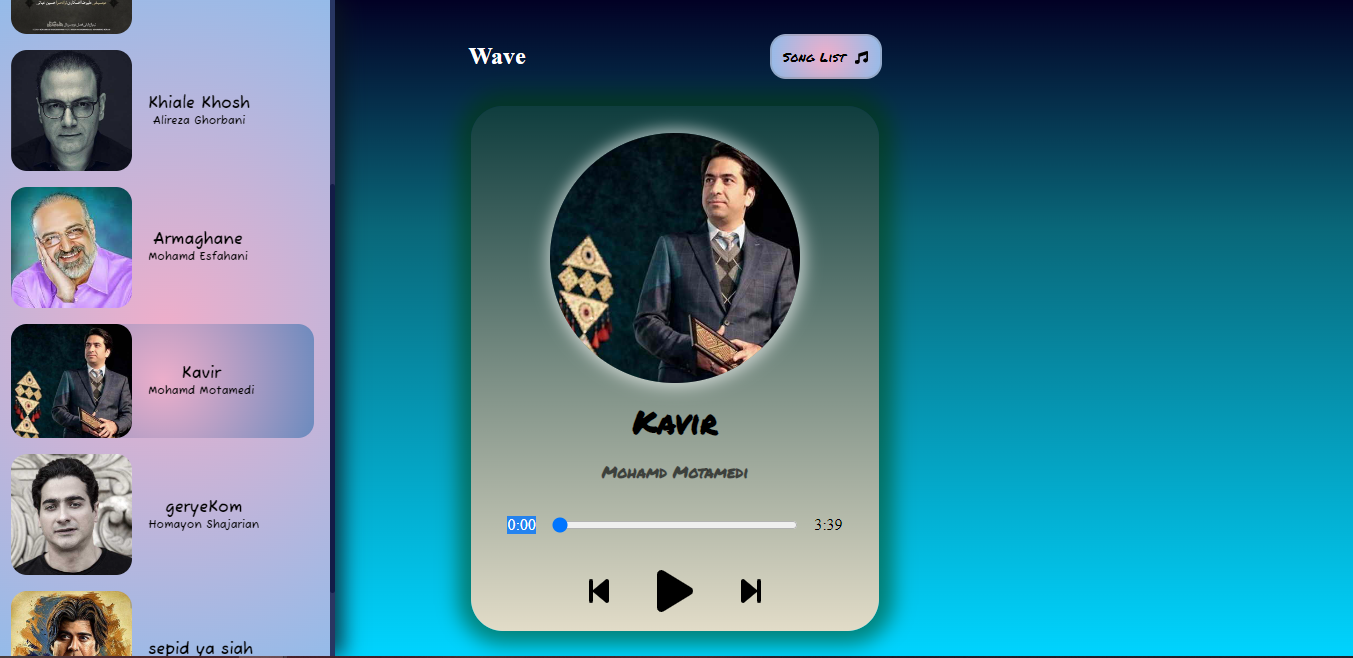 Khiale Khosh
Alireza Ghorbani
Armaghane
Mohamd Esfahani
Kavir
Mohamd Motamedi
geryeKom
Homayon Shajarian
sepid ya siah
Wave
Song List
Kavir
Mohamd Motamedi
0:00
3:39